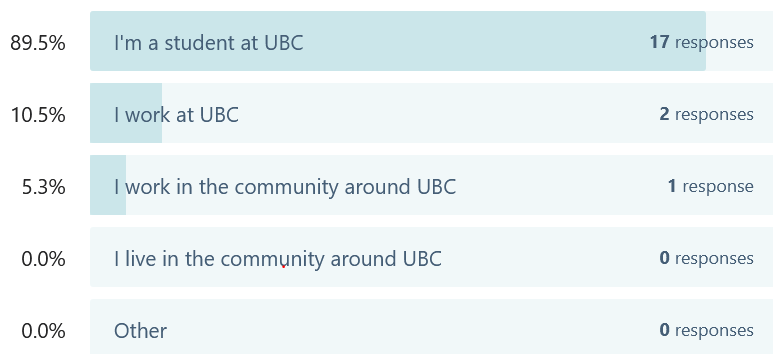 89.5% I'm a student at UBC 17 responses
10.5% I work at UBC 2 responses
5.3% I work in the community around UBC 1 response
0.0% I live in the community around UBC 0 responses
0.0% Other 0 responses